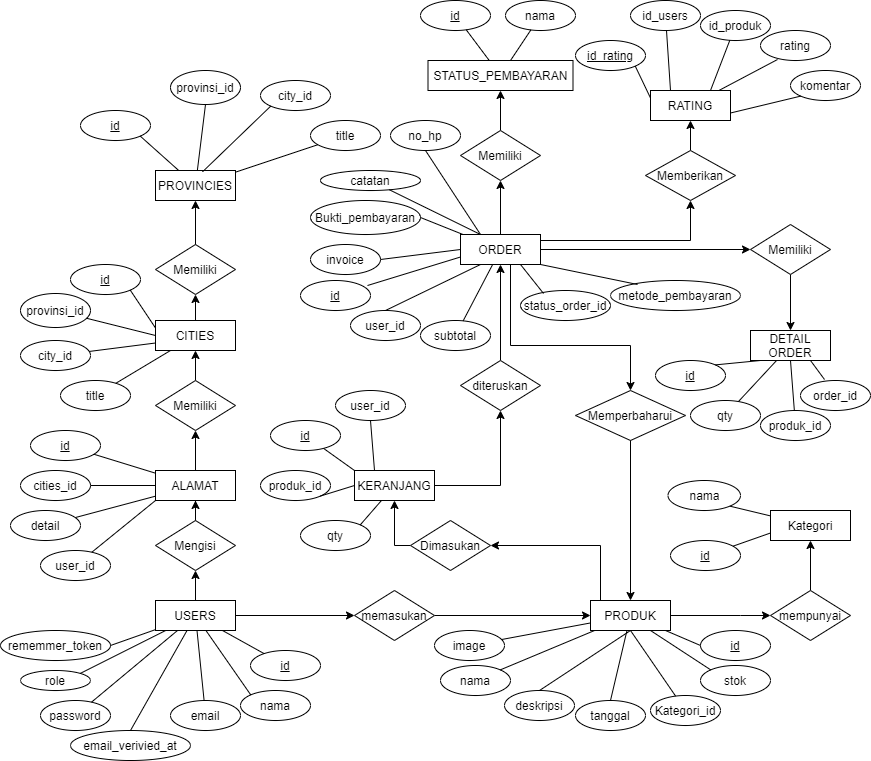 id
nama
STATUS_PEMBAYARAN
id_users
id_produk
id_rating
rating
komentar
RATING
provinsi_id
city_id
id
title
PROVINCIES
no_hp
Memiliki
Memberikan
catatan
Bukti_pembayaran
invoice
id
user_id
subtotal
ORDER
status_order_id
metode_pembayaran
Memiliki
Memiliki
id
provinsi_id
city_id
title
CITIES
DETAIL
ORDER
id
qty
produk_id
order_id
diteruskan
Memperbaharui
Memiliki
user_id
id
produk_id
qty
KERANJANG
id
cities_id
detail
user_id
ALAMAT
nama
id
Kategori
Mengisi
Dimasukan
USERS
memasukan
PRODUK
mempunyai
rememmer_token
role
password
email_verivied_at
email
nama
id
image
nama
deskripsi
tanggal
Kategori_id
stok
id